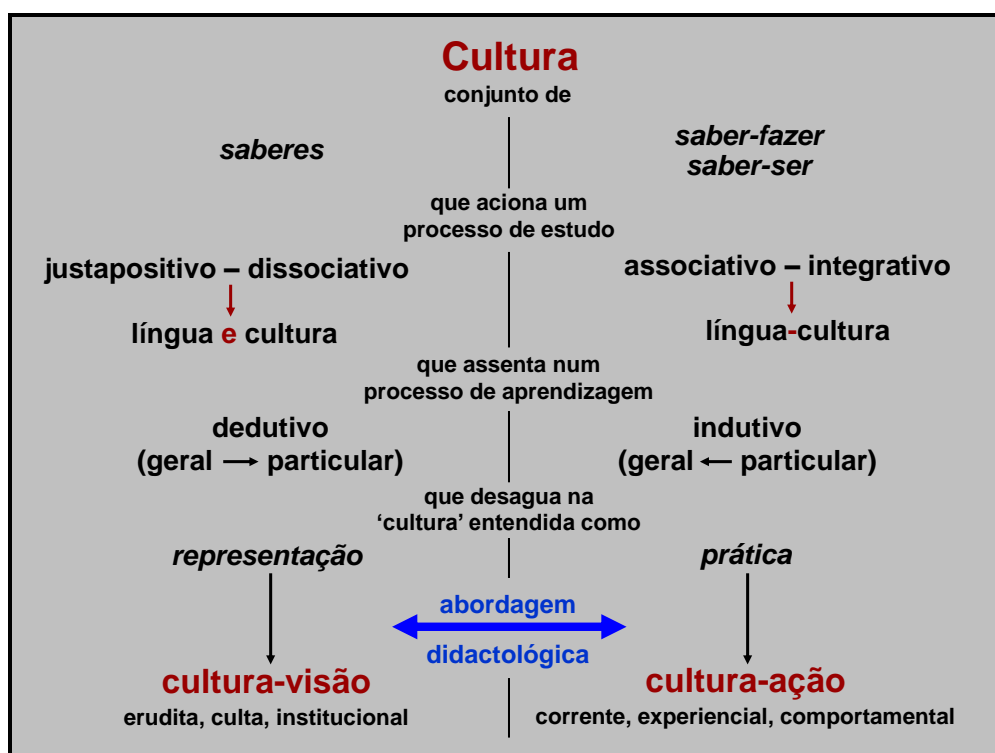 Cultura
conjunto de
saberes
saber-fazer
saber-ser
que aciona um
processo de estudo
justapositivo – dissociativo
associativo – integrativo
língua e cultura
língua-cultura
que assenta num
processo de aprendizagem
dedutivo
(geral → particular)
indutivo
(geral ← particular)
que desagua na
‘cultura’ entendida como
representação
prática
abordagem
didactológica
cultura-visão
erudita, culta, institucional
cultura-ação
corrente, experiencial, comportamental